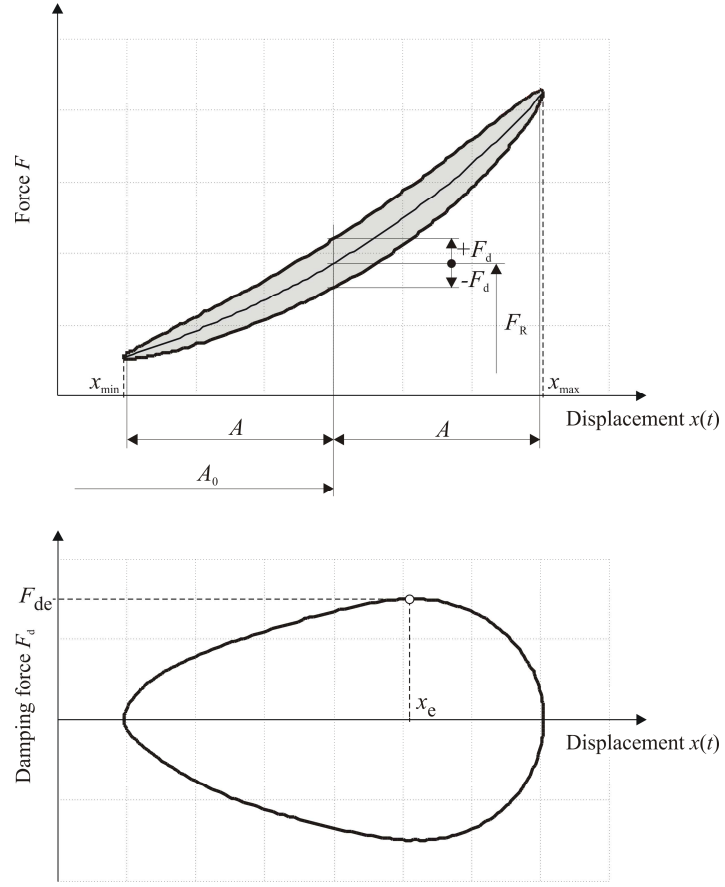 Force F
+F_d
-F_d
F_R
x_min
x_max
Displacement x(t)
A
A
A_0
F_de
Damping force F_d
x_e
Displacement x(t)